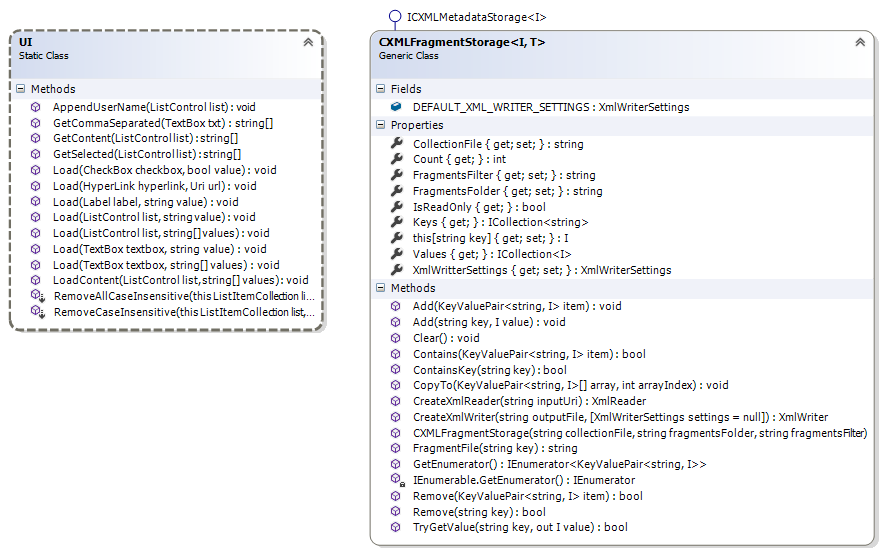 UI
Static Class
Methods
AppendUserName(ListControl list) : void
GetCommaSeparated(TextBox txt) : string[]
GetContent(ListControl list) : string[]
GetSelected(ListControl list) : string[]
Load(CheckBox checkbox, bool value) : void
Load(HyperLink hyperlink, Uri url) : void
Load(Label label, string value) : void
Load(ListControl list, string value) : void
Load(ListControl list, string[] values) : void
Load(TextBox textbox, string value) : void
Load(TextBox textbox, string[] values) : void
LoadContent(ListControl list, string[] values) : void
RemoveAllCaseInsensitive(this ListItemCollection li...
RemoveCaseInsensitive(this ListItemCollection list,...
ICXMLMetadataStorage<I>
CXMLFragmentStorage<I, T>
Generic Class
Fields
DEFAULT_XML_WRITER_SETTINGS : XmlWriterSettings
Properties
CollectionFile { get; set; } : string
Count { get; } : int
FragmentsFilter { get; set; } : string
FragmentsFolder { get; set; } : string
IsReadOnly { get; } : bool
Keys { get; } : ICollection<string>
this[string key] { get; set; } : I
Values { get; } : ICollection<I>
XmlWritterSettings { get; set; } : XmlWriterSettings
Methods
Add(KeyValuePair<string, I> item) : void
Add(string key, I value) : void
Clear() : void
Contains(KeyValuePair<string, I> item) : bool
ContainsKey(string key) : bool
CopyTo(KeyValuePair<string, I>[] array, int arrayIndex) : void
CreateXmlReader(string inputUri) : XmlReader
CreateXmlWriter(string outputFile, [XmlWriterSettings settings = null]) : XmlWriter
CXMLFragmentStorage(string collectionFile, string fragmentsFolder, string fragmentsFilter)
FragmentFile(string key) : string
GetEnumerator() : IEnumerator<KeyValuePair<string, I>>
IEnumerable.GetEnumerator() : IEnumerator
Remove(KeyValuePair<string, I> item) : bool
Remove(string key) : bool
TryGetValue(string key, out I value) : bool